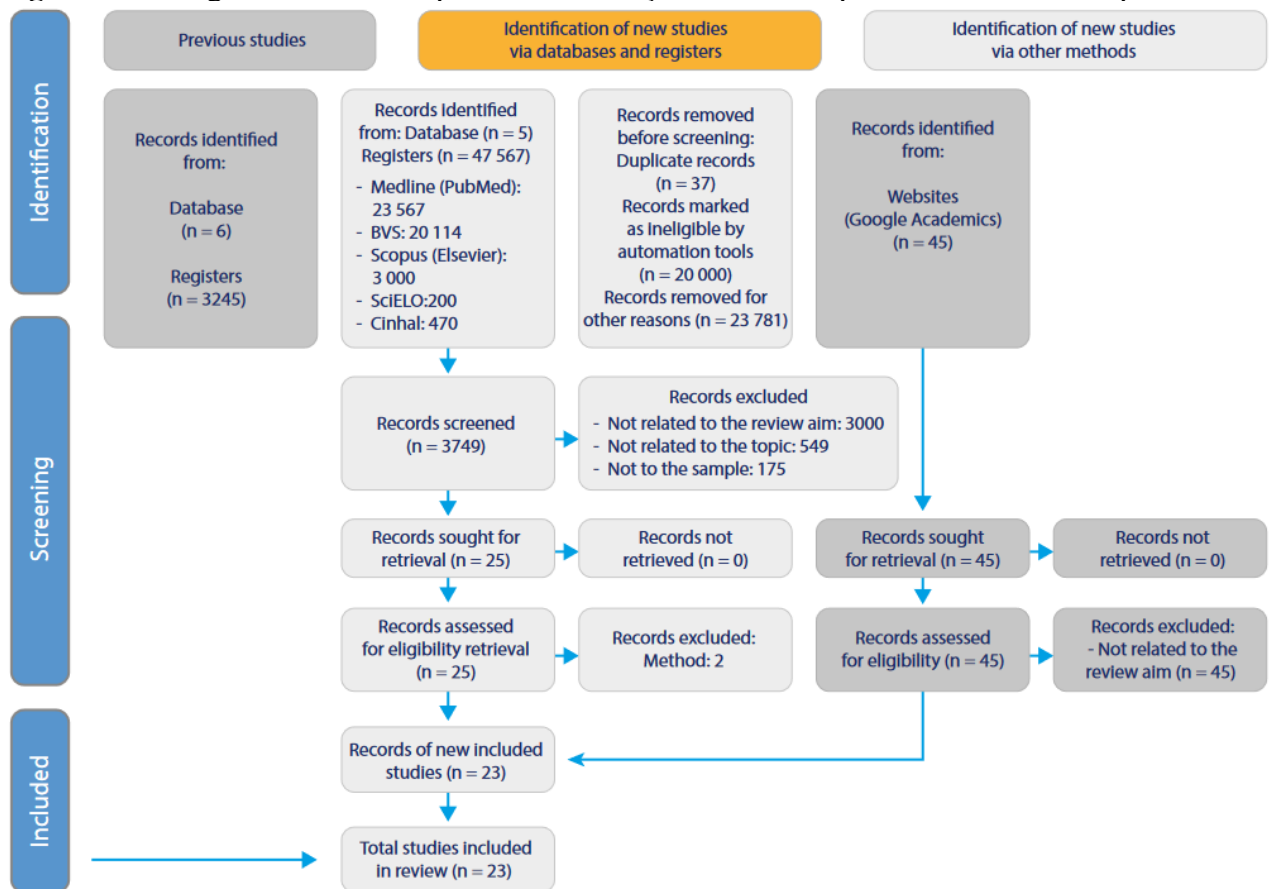 Previous studies
Identification of new studies
via databases and registers
Identification of new studies
via other methods
Identification
Records identified
from:
Database
(n = 6)
Registers
(n = 3245)
Records identified
from: Database (n = 5)
Registers (n = 47 567)
- Medline (PubMed):
23 567
- BVS: 20 114
- Scopus (Elsevier):
3 000
- SciELO:200
- Cinhal: 470
Records removed
before screening:
Duplicate records
(n = 37)
Records marked
as Ineligible by
automation tools
(n = 20 000)
Records removed for
other reasons (n = 23 781)
Records identified
from:
Websites
(Google Academics)
(n = 45)
Screening
Records screened
(n = 3749)
Records excluded
- Not related to the review aim: 3000
- Not related to the topic: 549
- Not to the sample: 175
Records sought for
retrieval (n = 25)
Records not
retrieved (n = 0)
Records sought
for retrieval (n = 45)
Records not
retrieved (n = 0)
Records assessed
for eligibility retrieval
(n = 25)
Records excluded:
Method: 2
Records assessed
for eligibility (n = 45)
Records excluded:
- Not related to the
review aim (n = 45)
Included
Records of new included
studies (n = 23)
Total studies included
in review (n = 23)